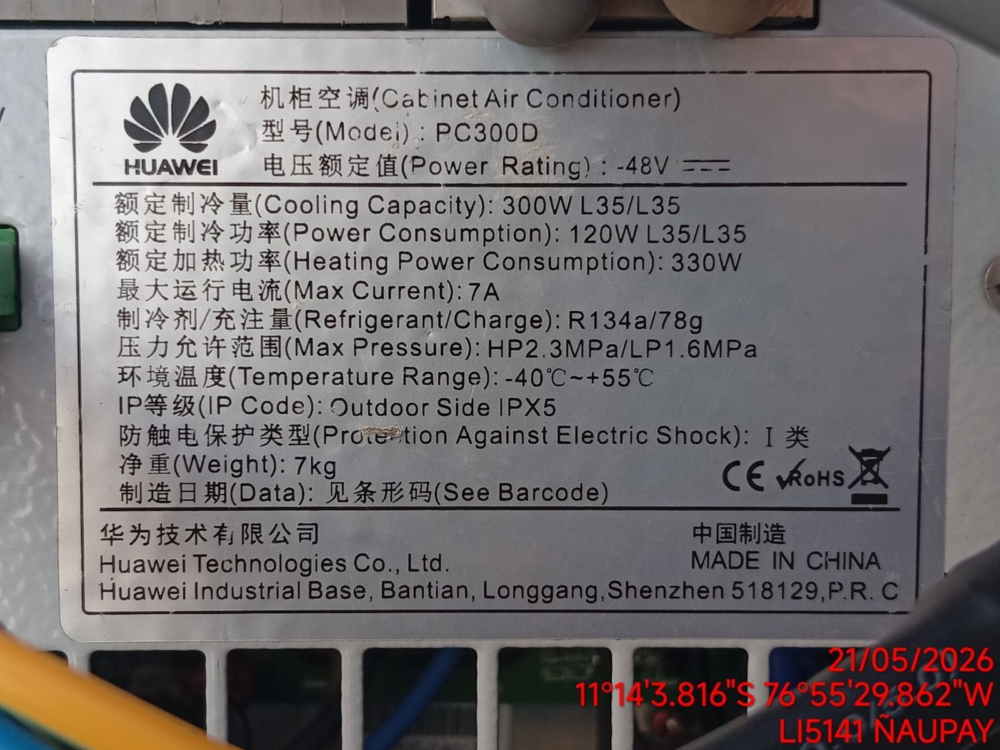 HUAWEI
机柜空调(Cabinet Air Conditioner)
型号(Model) : PC300D
电压额定值(Power Rating) : -48V
额定制冷量(Cooling Capacity): 300W L35/L35
额定制冷功率(Power Consumption): 120W L35/L35
额定加热功率(Heating Power Consumption): 330W
最大运行电流(Max Current): 7A
制冷剂/充注量(Refrigerant/Charge): R134a/78g
压力允许范围(Max Pressure): HP2.3MPa/LP1.6MPa
环境温度(Temperature Range): -40℃~+55℃
IP等级(IP Code): Outdoor Side IPX5
防触电保护类型(Protection Against Electric Shock): I 类
净重(Weight): 7kg
制造日期(Data): 见条形码(See Barcode)
CE RoHS
华为技术有限公司
Huawei Technologies Co., Ltd.
中国制造
MADE IN CHINA
Huawei Industrial Base, Bantian, Longgang,Shenzhen 518129,P.R. C
21/05/2026
11°14'3.816"S 76°55'29.862"W
LI5141 ÑAUPAY